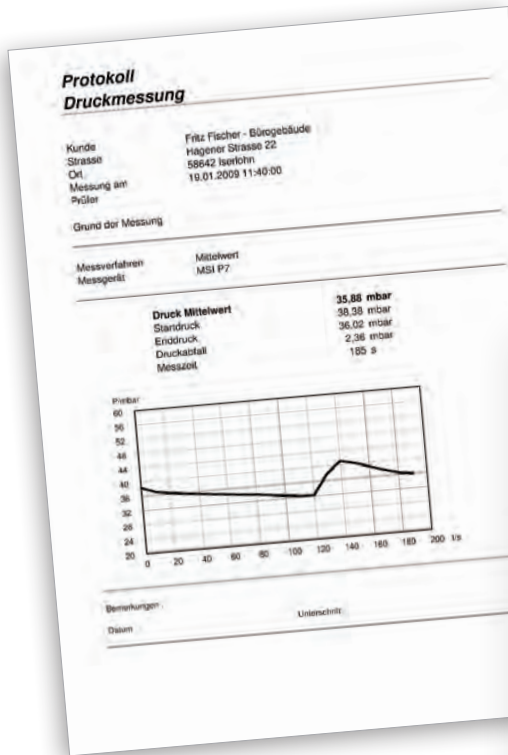 Protokoll
Druckmessung
Kunde Fritz Fischer - Bürogebäude
Strasse Hagener Strasse 22
Ort 58642 Iserlohn
Messung am 19.01.2009 11:40:00
Prüfer
Grund der Messung
Messverfahren Mittelwert
Messgerät MSI P7
Druck Mittelwert 35,88 mbar
Startdruck 38,38 mbar
Enddruck 36,02 mbar
Druckabfall 2,36 mbar
Messzeit 185 s
P/mbar
60
56
52
48
44
40
36
32
28
24
20
0 20 40 60 80 100 120 140 160 180 200 t/s
Bemerkungen
Datum Unterschrift